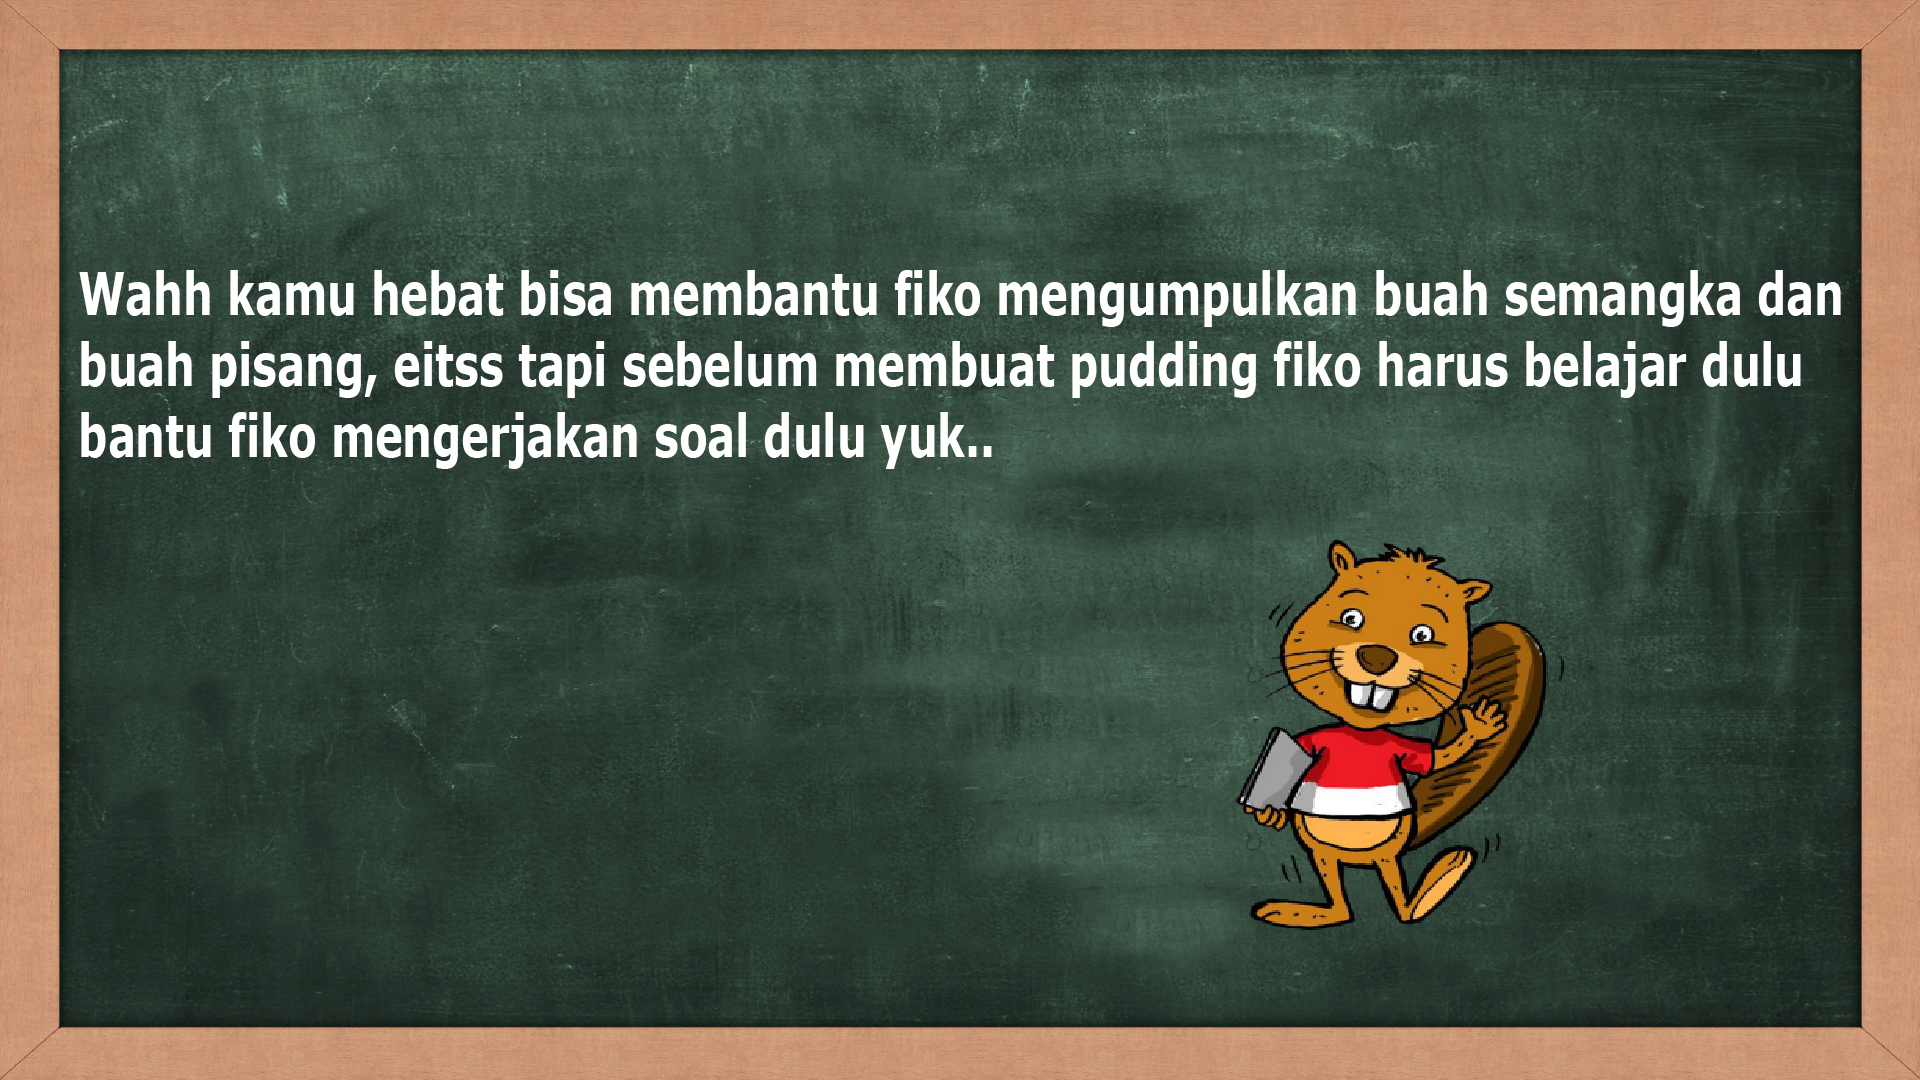 Wahh kamu hebat bisa membantu fiko mengumpulkan buah semangka dan
buah pisang, eitss tapi sebelum membuat pudding fiko harus belajar dulu
bantu fiko mengerjakan soal dulu yuk..